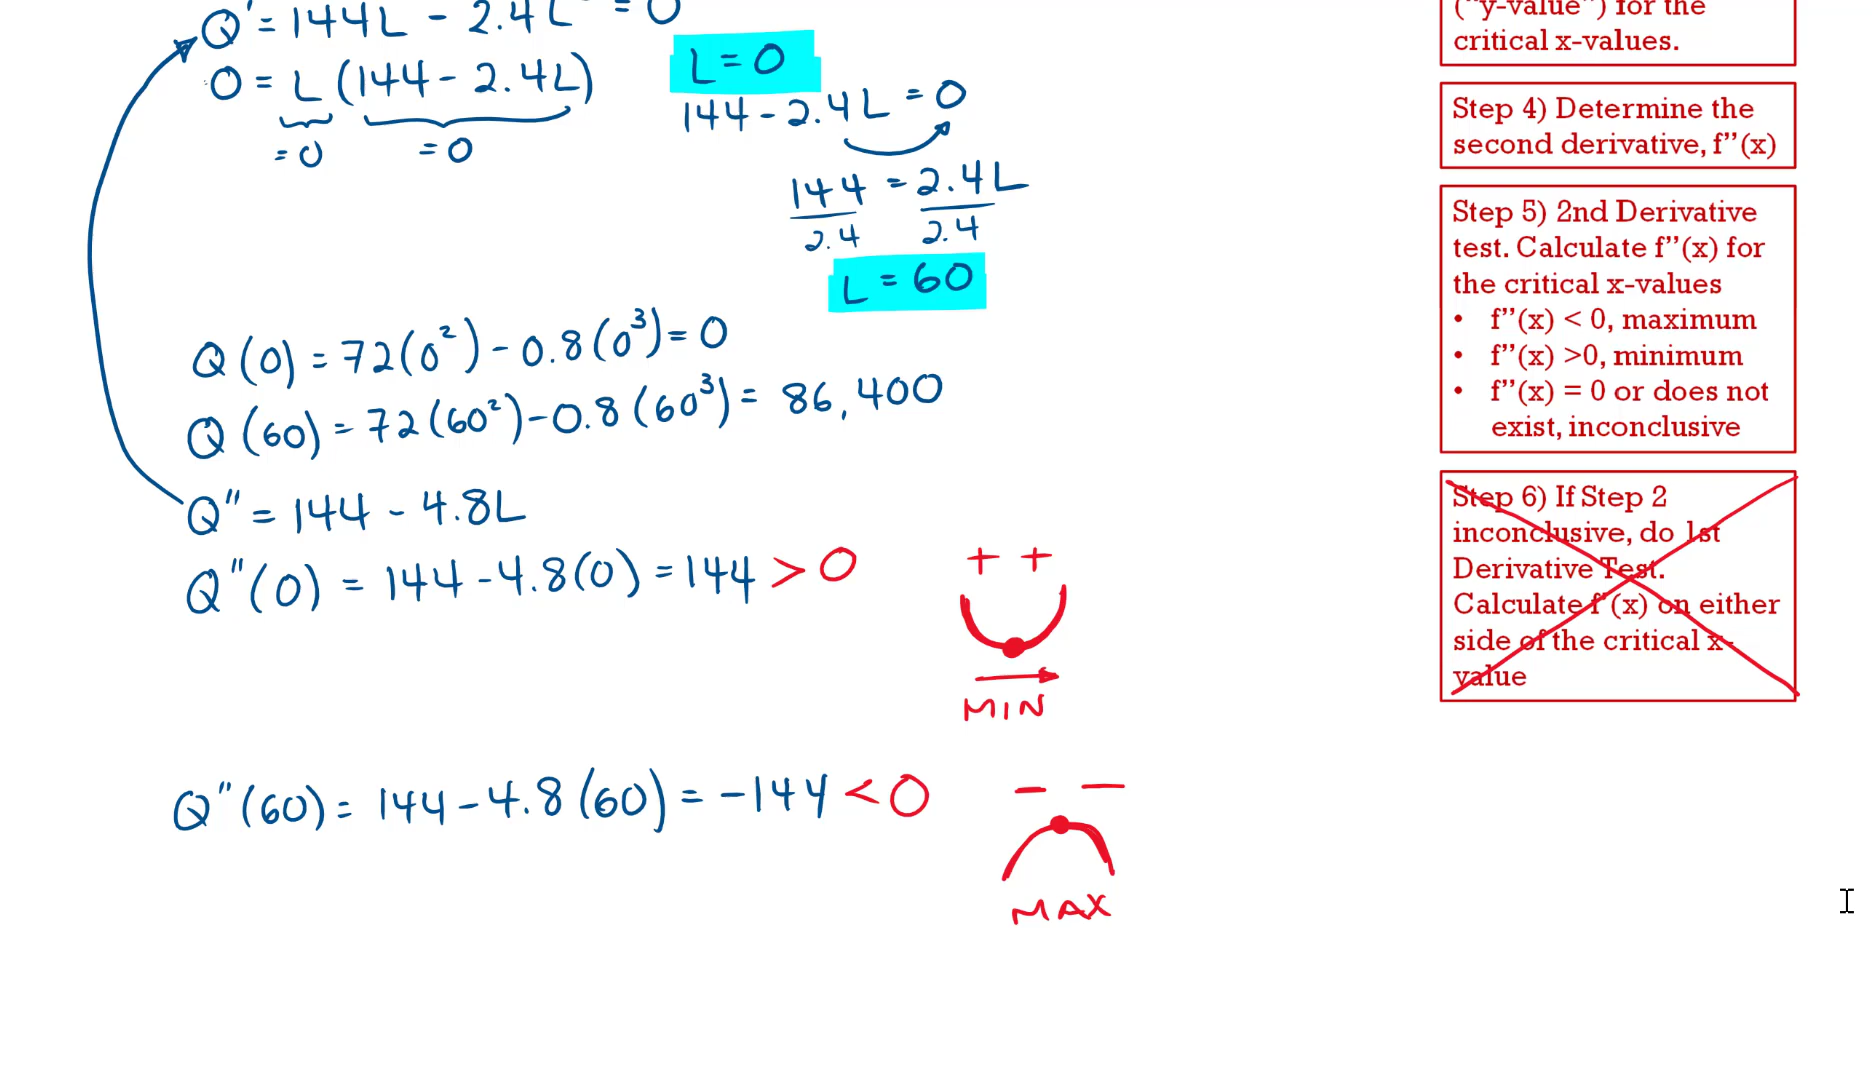 Q' = 144L - 2.4L² = 0
0 = L (144 - 2.4L)
= 0 = 0
L = 0
144 - 2.4L = 0
144 = 2.4L
2.4 2.4
L = 60
Q (0) = 72(0²) - 0.8(0³) = 0
Q (60) = 72(60²) - 0.8(60³) = 86,400
Q" = 144 - 4.8L
Q"(0) = 144 - 4.8(0) = 144 > 0
+ +
MIN
Q"(60) = 144 - 4.8(60) = -144 < 0
- -
MAX
("y-value") for the
critical x-values.
Step 4) Determine the
second derivative, f”(x)
Step 5) 2nd Derivative
test. Calculate f”(x) for
the critical x-values
• f”(x) < 0, maximum
• f”(x) >0, minimum
• f”(x) = 0 or does not
exist, inconclusive
Step 6) If Step 2
inconclusive, do 1st
Derivative Test.
Calculate f’(x) on either
side of the critical x-
value